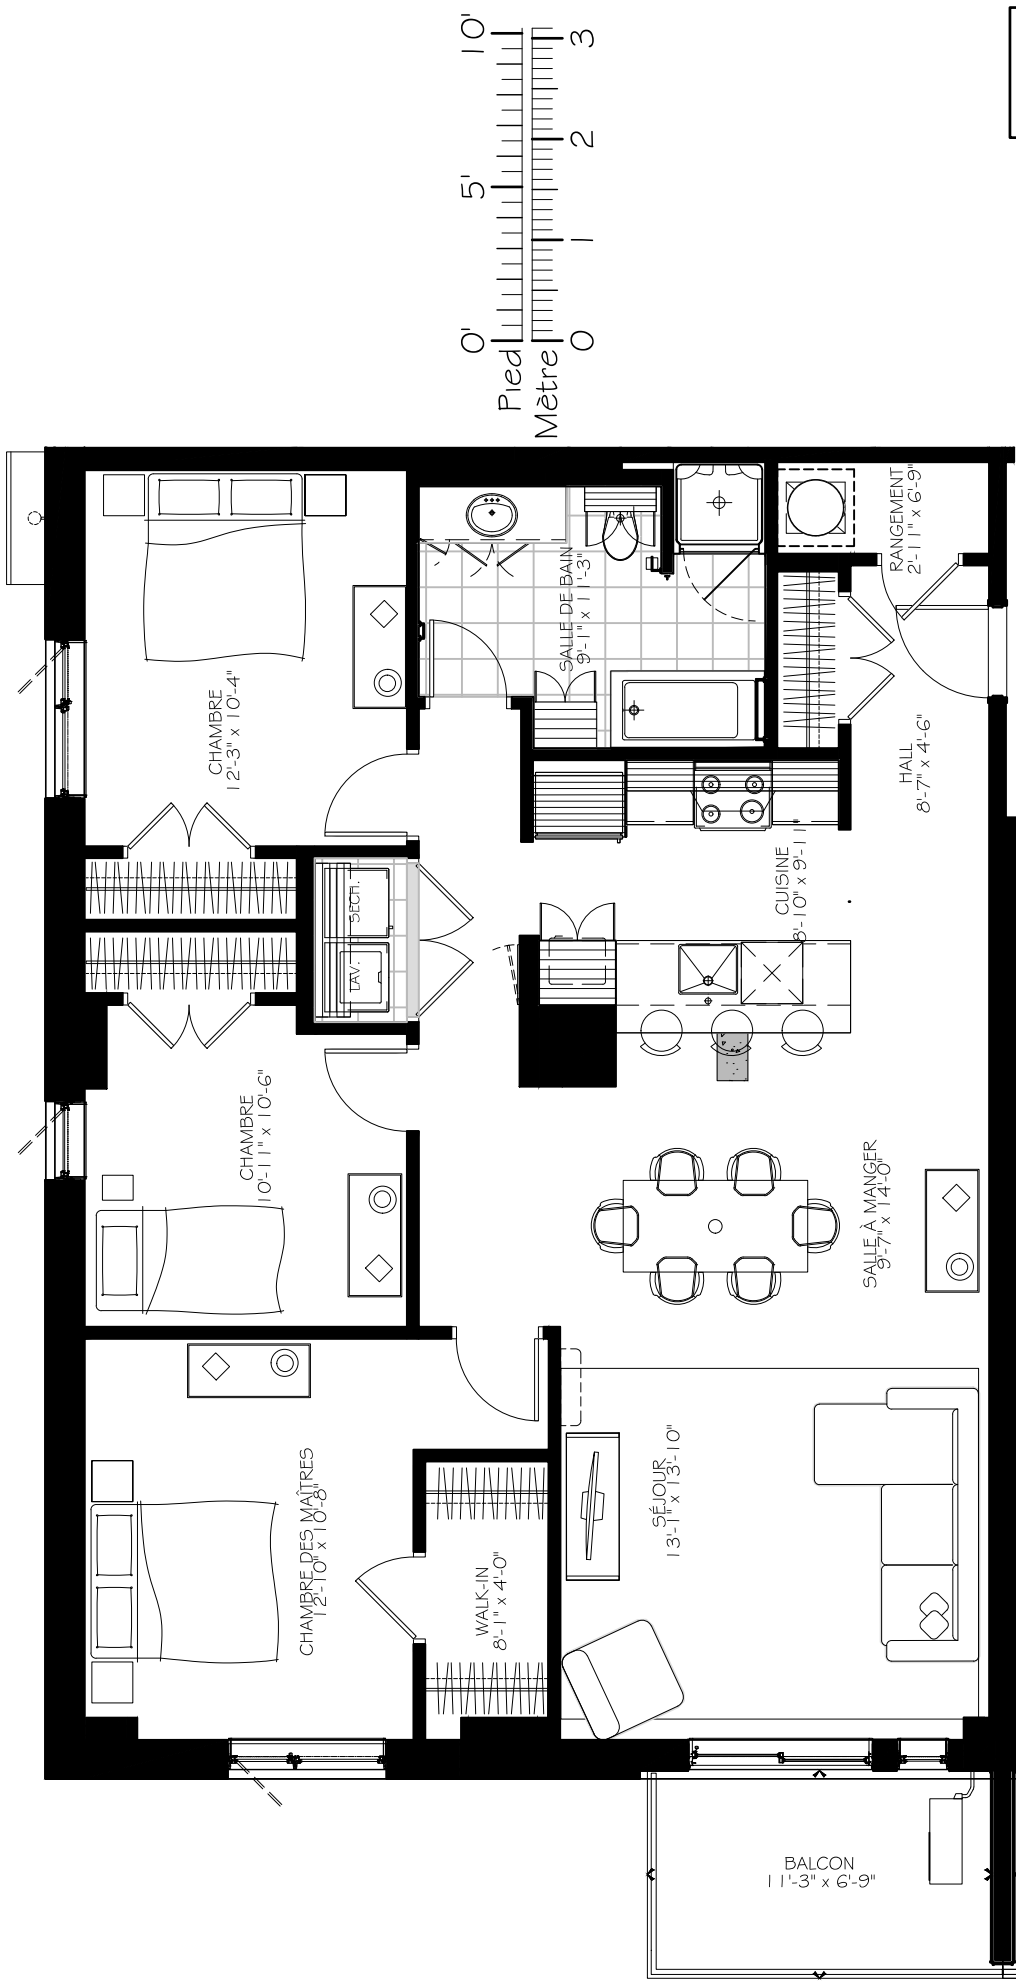 0' 5' 10'
Pied
Mètre
0 1 2 3
CHAMBRE
12'-3" x 10'-4"
SALLE DE BAIN
9'-1" x 11'-3"
RANGEMENT
2'-11" x 6'-9"
HALL
8'-7" x 4'-6"
CUISINE
8'-10" x 9'-11"
LAV.
SECH.
CHAMBRE
10'-11" x 10'-6"
SALLE À MANGER
9'-7" x 14'-0"
CHAMBRE DES MAÎTRES
12'-10" x 10'-8"
WALK-IN
8'-1" x 4'-0"
SÉJOUR
13'-1" x 13'-10"
BALCON
11'-3" x 6'-9"